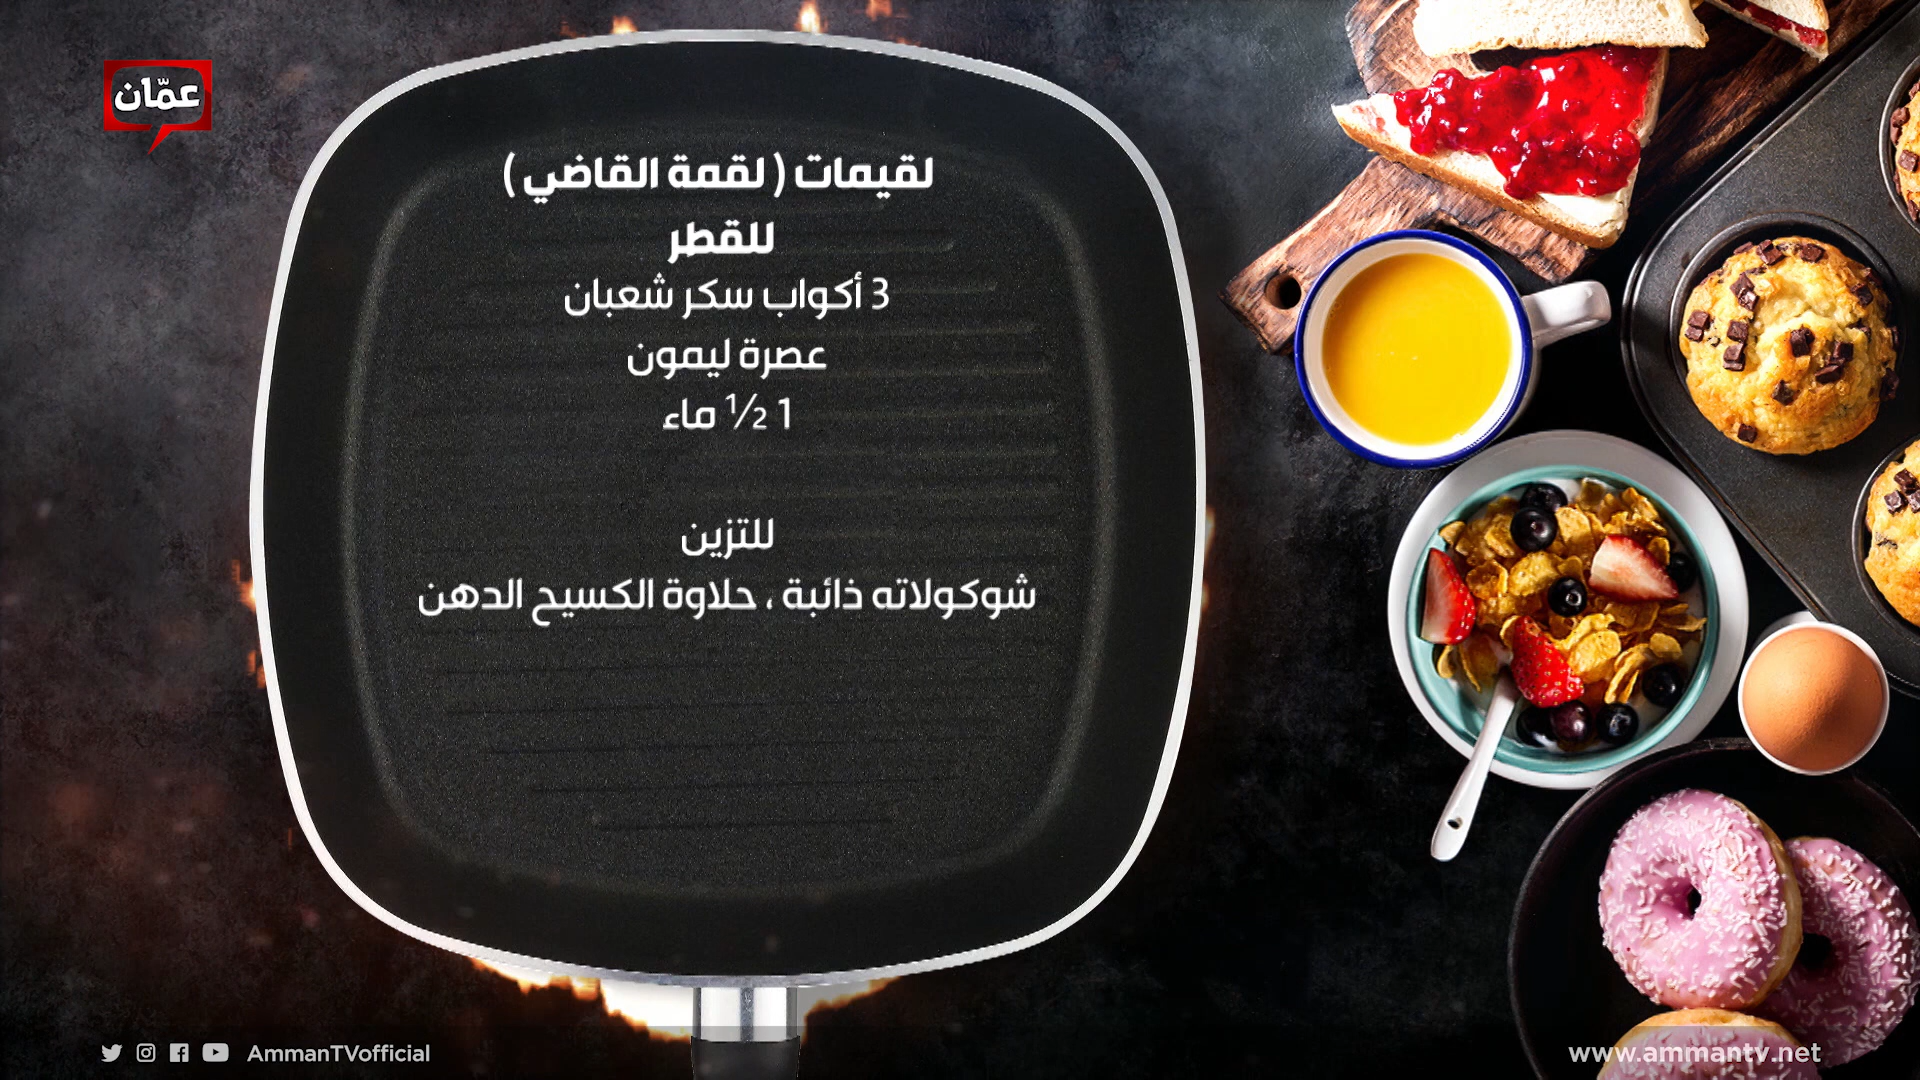 عمّان
لقيمات ( لقمة القاضي )
للقطر
3 أكواب سكر شعبان
عصرة ليمون
1 ½ ماء
للتزين
شوكولاته ذائبة ، حلاوة الكسيح الدهن
AmmanTVofficial
www.ammantv.net